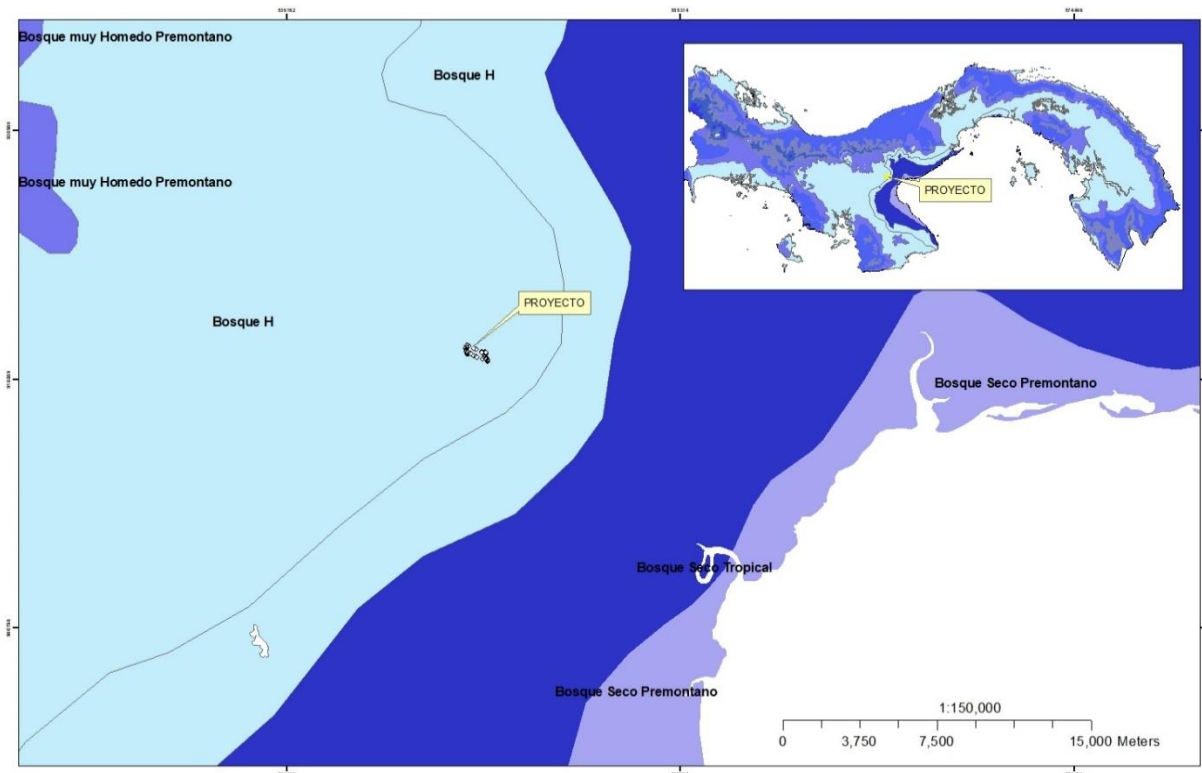 Bosque muy Homedo Premontano
Bosque H
PROYECTO
Bosque muy Homedo Premontano
PROYECTO
Bosque H
Bosque Seco Premontano
Bosque Seco Tropical
Bosque Seco Premontano
1:150,000
0 3,750 7,500 15,000 Meters